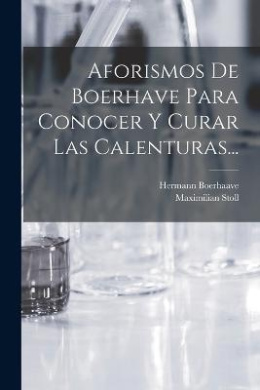 Aforismos De
Boerhave Para
Conocer Y Curar
Las Calenturas...
Hermann Boerhaave
Maximilian Stoll